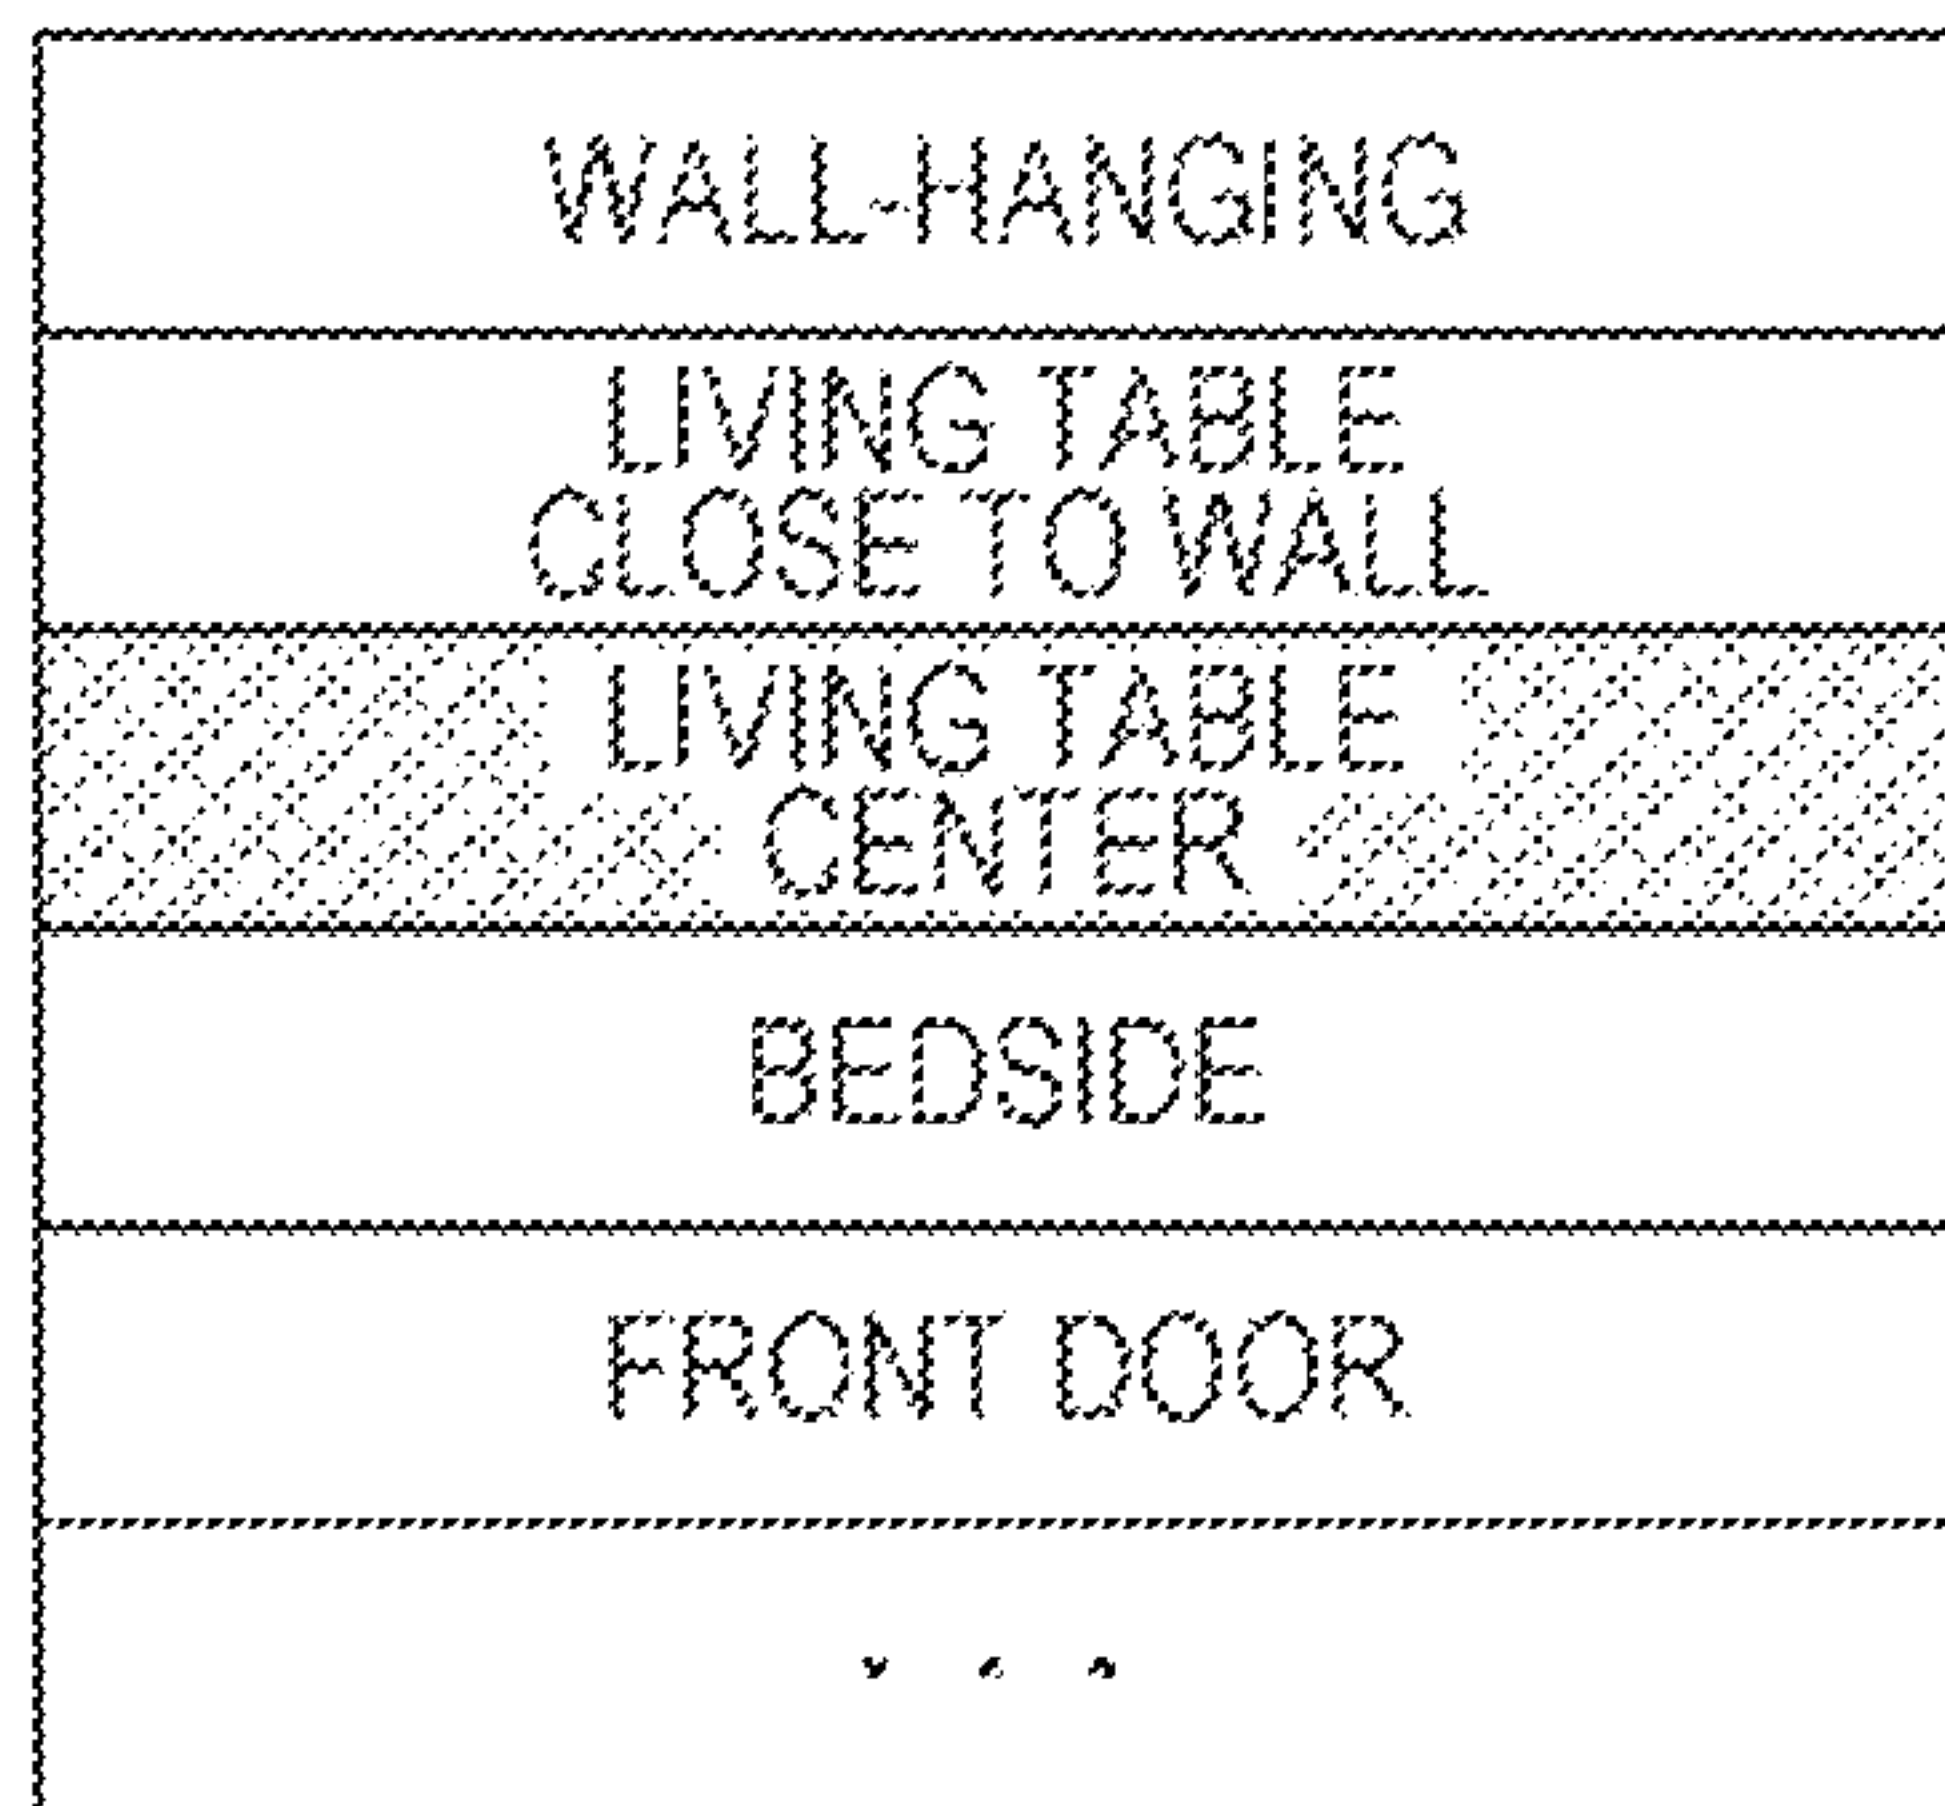 WALL-HANGING
LIVING TABLE
CLOSE TO WALL
LIVING TABLE
CENTER
BEDSIDE
FRONT DOOR
. . .